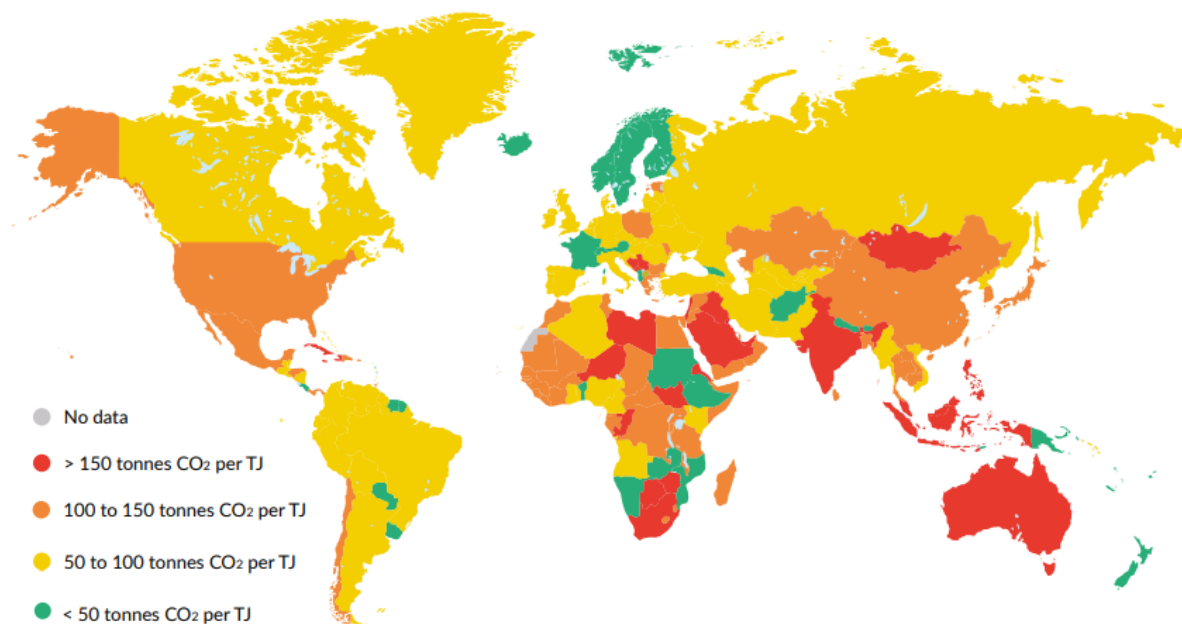 No data
> 150 tonnes CO₂ per TJ
100 to 150 tonnes CO₂ per TJ
50 to 100 tonnes CO₂ per TJ
< 50 tonnes CO₂ per TJ